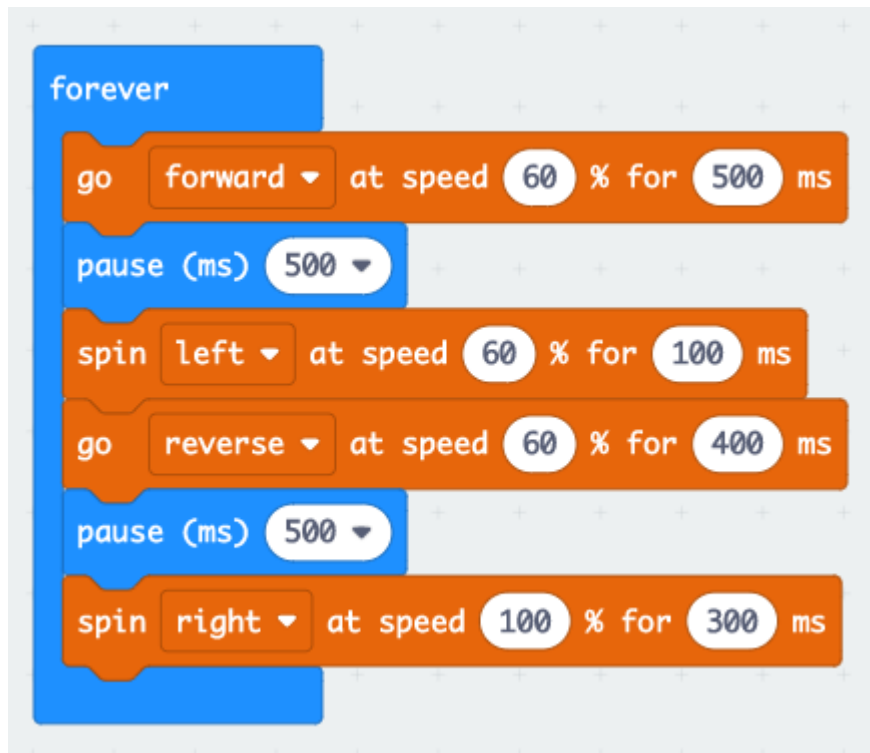 forever
go forward at speed 60 % for 500 ms
pause (ms) 500
spin left at speed 60 % for 100 ms
go reverse at speed 60 % for 400 ms
pause (ms) 500
spin right at speed 100 % for 300 ms